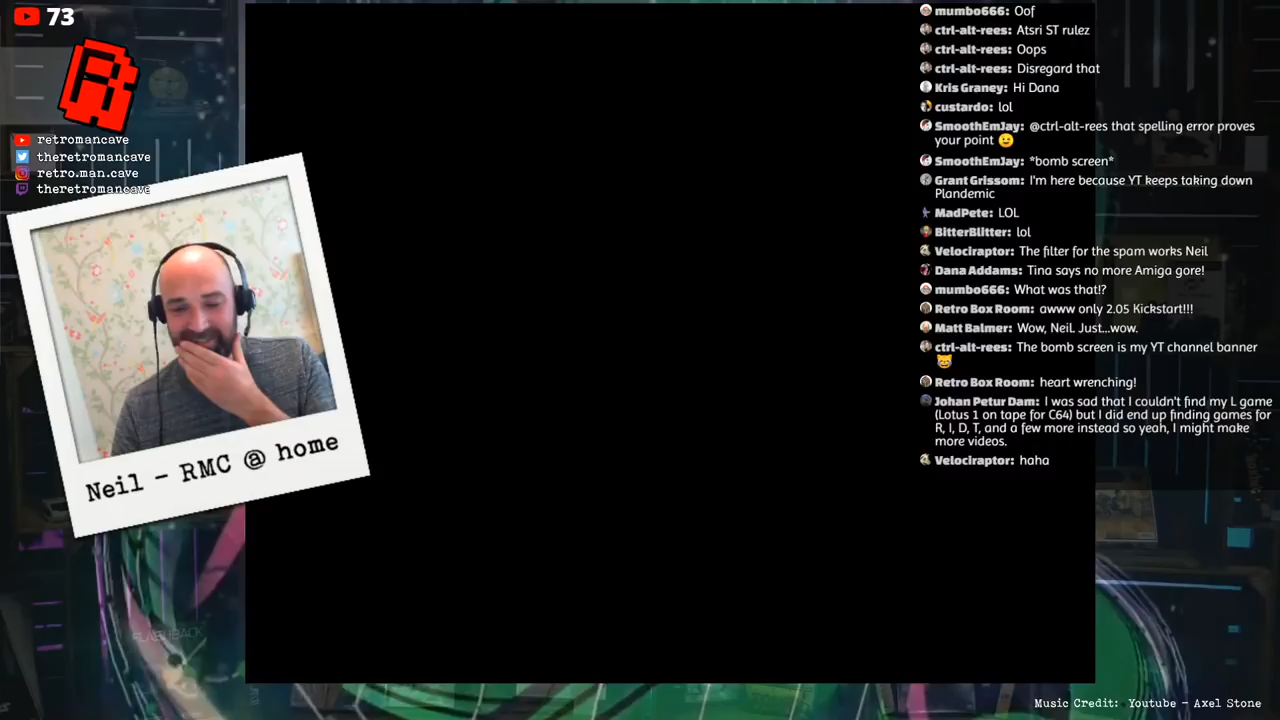 73
R
retromancave
theretromancave
retro.man.cave
theretromancave
Neil - RMC @ home
mumbo666: Oof
ctrl-alt-rees: Atsri ST rulez
ctrl-alt-rees: Oops
ctrl-alt-rees: Disregard that
Kris Graney: Hi Dana
custardo: lol
SmoothEmJay: @ctrl-alt-rees that spelling error proves
your point 😉
SmoothEmJay: *bomb screen*
Grant Grissom: I'm here because YT keeps taking down
Plandemic
MadPete: LOL
BitterBlitter: lol
Velociraptor: The filter for the spam works Neil
Dana Addams: Tina says no more Amiga gore!
mumbo666: What was that!?
Retro Box Room: awww only 2.05 Kickstart!!!
Matt Balmer: Wow, Neil. Just...wow.
ctrl-alt-rees: The bomb screen is my YT channel banner
😸
Retro Box Room: heart wrenching!
Johan Petur Dam: I was sad that I couldn't find my L game
(Lotus 1 on tape for C64) but I did end up finding games for
R, I, D, T, and a few more instead so yeah, I might make
more videos.
Velociraptor: haha
FLASHBACK
Music Credit: Youtube - Axel Stone